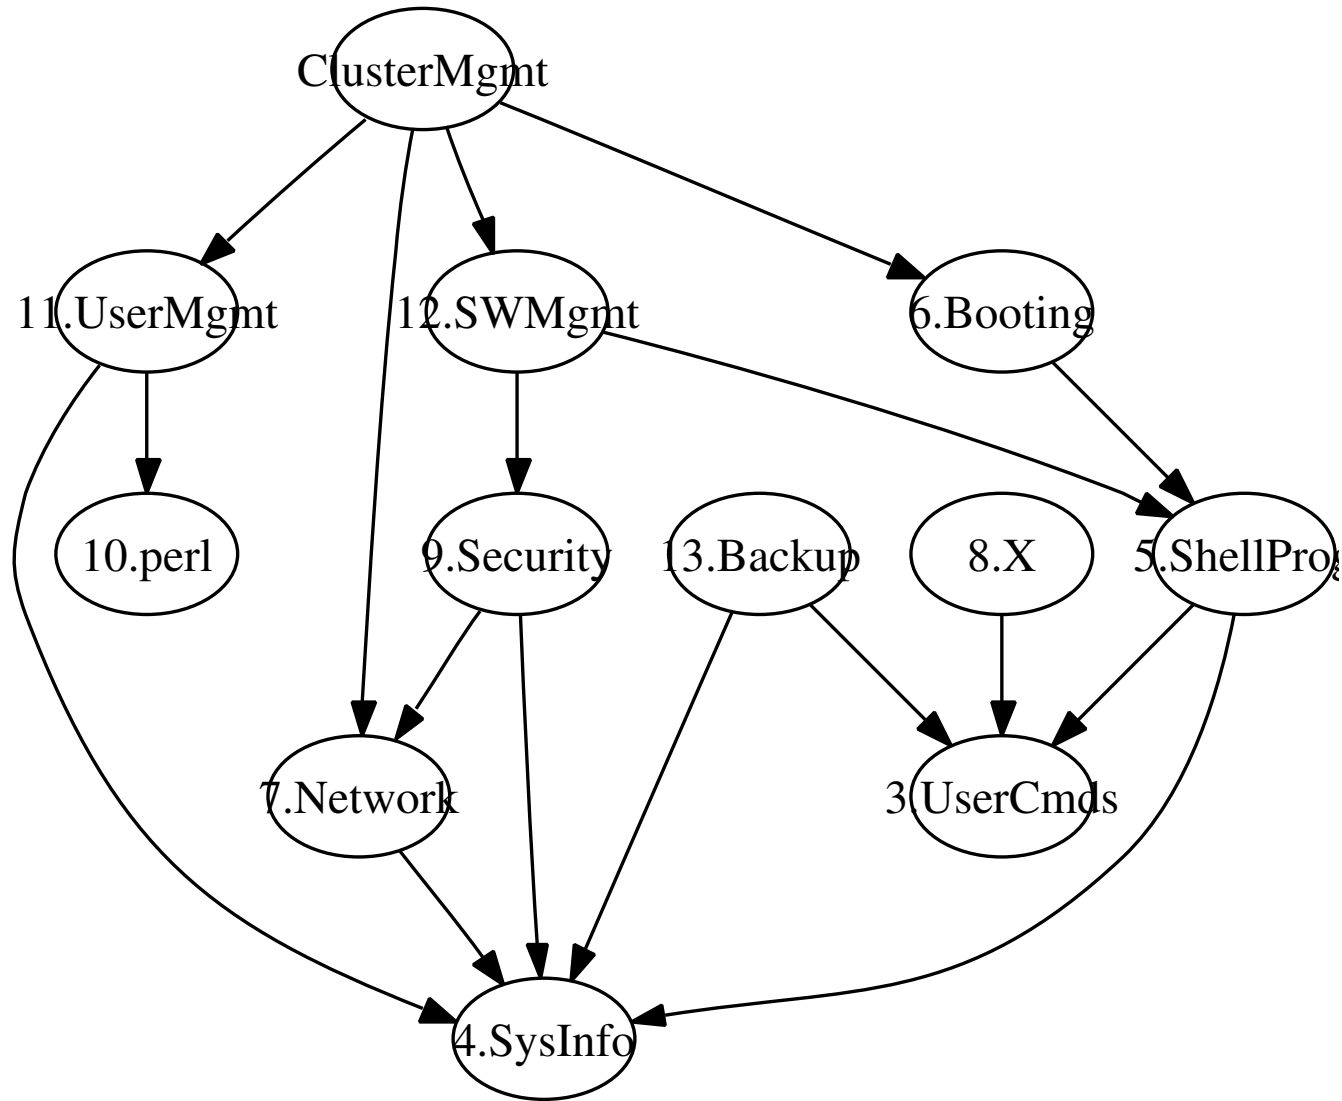 ClusterMgmt
11.UserMgmt
12.SWMgmt
6.Booting
10.perl
9.Security
13.Backup
8.X
5.ShellProg
7.Network
3.UserCmds
4.SysInfo